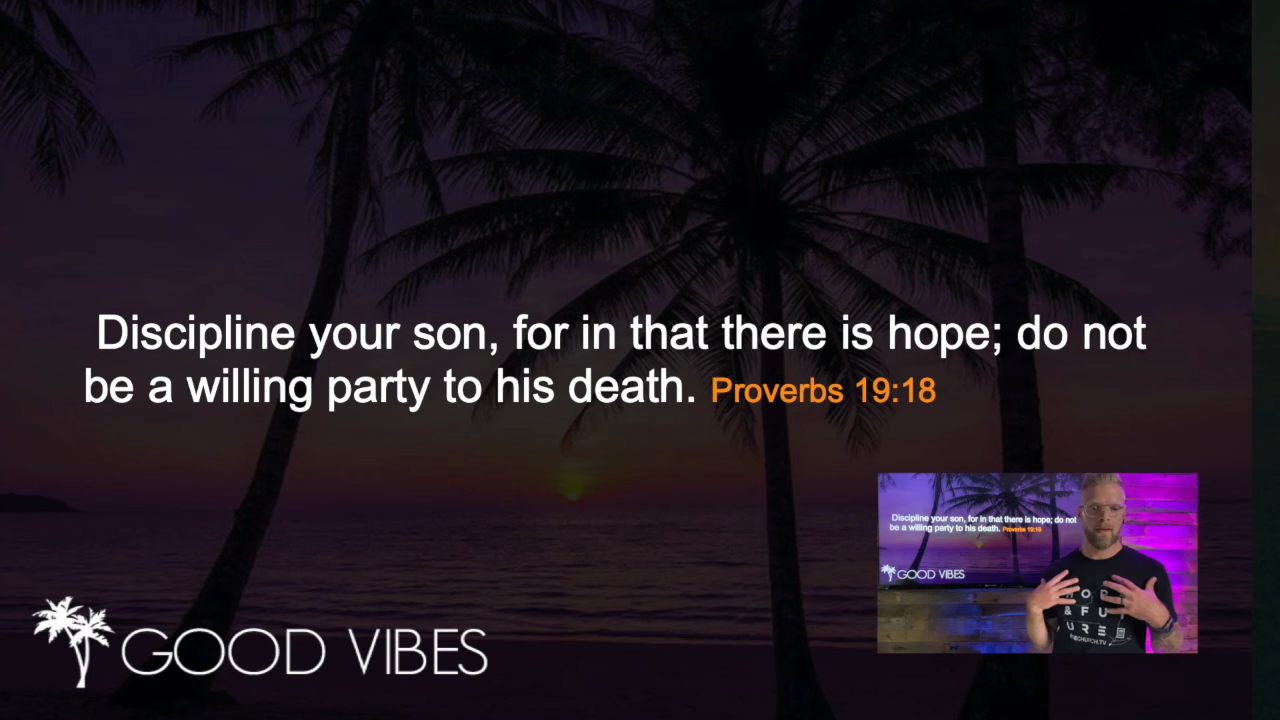 Discipline your son, for in that there is hope; do not
be a willing party to his death. Proverbs 19:18
GOOD VIBES
Discipline your son, for in that there is hope; do not
be a willing party to his death. Proverbs 19:18
GOOD VIBES
& FU
URE